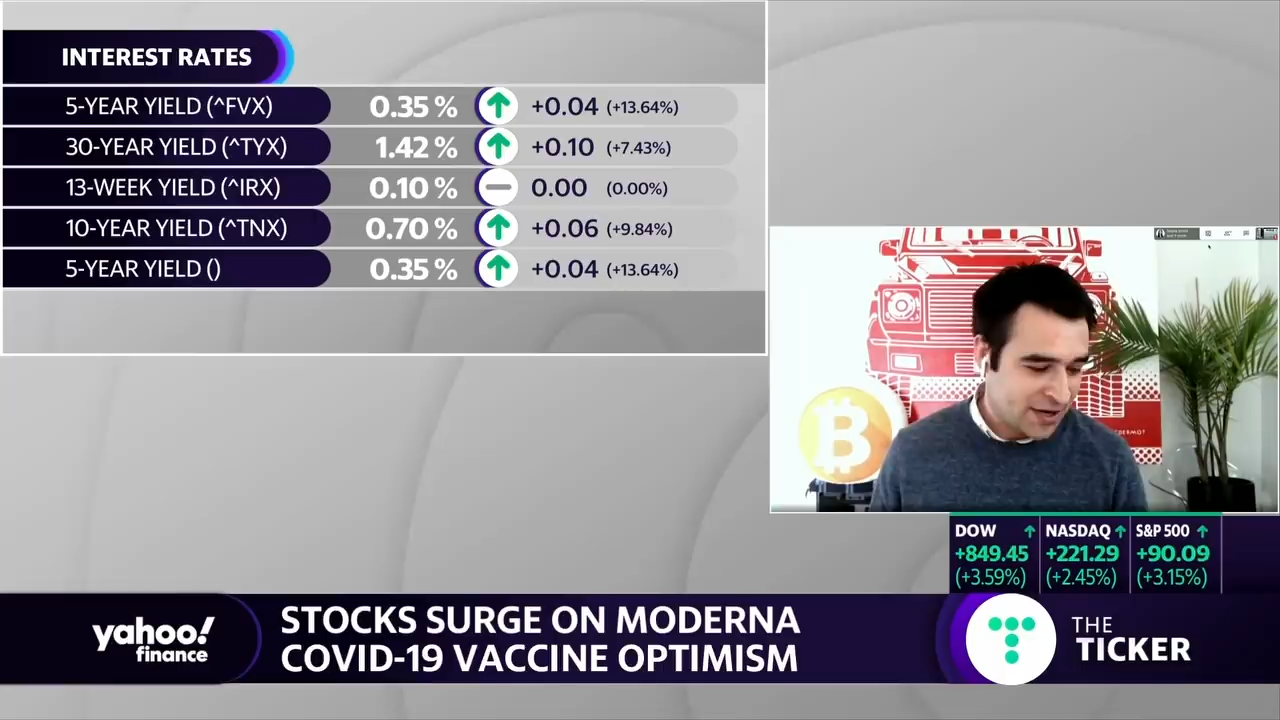 INTEREST RATES
5-YEAR YIELD (^FVX) 0.35 % +0.04 (+13.64%)
30-YEAR YIELD (^TYX) 1.42 % +0.10 (+7.43%)
13-WEEK YIELD (^IRX) 0.10 % 0.00 (0.00%)
10-YEAR YIELD (^TNX) 0.70 % +0.06 (+9.84%)
5-YEAR YIELD () 0.35 % +0.04 (+13.64%)
DOW NASDAQ S&P 500
+849.45 +221.29 +90.09
(+3.59%) (+2.45%) (+3.15%)
yahoo!
finance
STOCKS SURGE ON MODERNA
COVID-19 VACCINE OPTIMISM
THE
TICKER